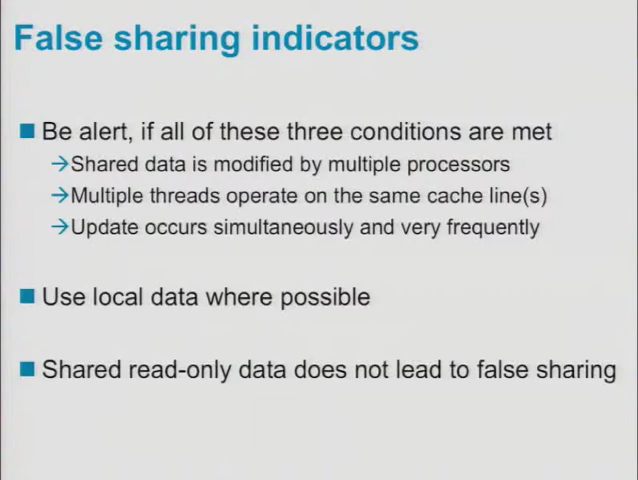 False sharing indicators
Be alert, if all of these three conditions are met
→Shared data is modified by multiple processors
→Multiple threads operate on the same cache line(s)
→Update occurs simultaneously and very frequently
Use local data where possible
Shared read-only data does not lead to false sharing